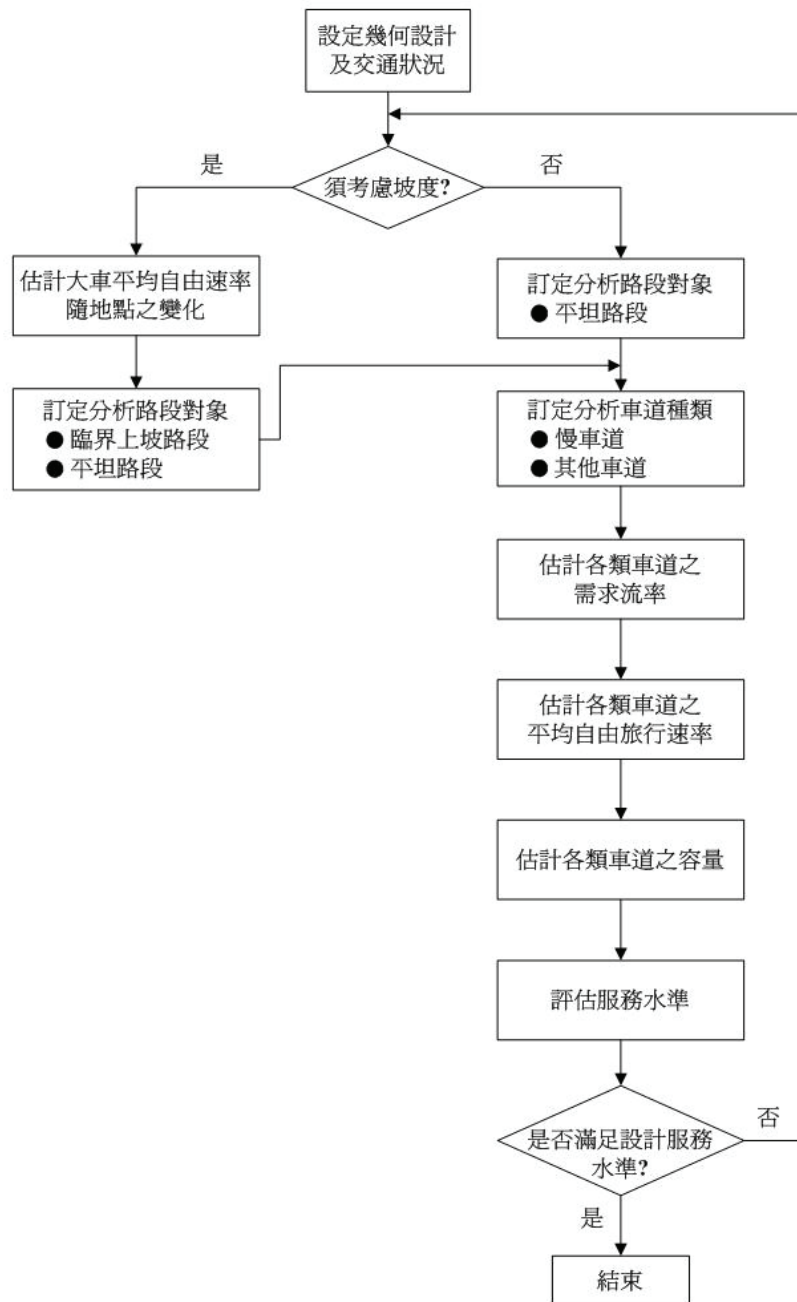 設定幾何設計
及交通狀況
是
須考慮坡度?
否
估計大車平均自由速率
隨地點之變化
訂定分析路段對象
● 平坦路段
訂定分析路段對象
● 臨界上坡路段
● 平坦路段
訂定分析車道種類
● 慢車道
● 其他車道
估計各類車道之
需求流率
估計各類車道之
平均自由旅行速率
估計各類車道之容量
評估服務水準
是否滿足設計服務
水準?
否
是
結束